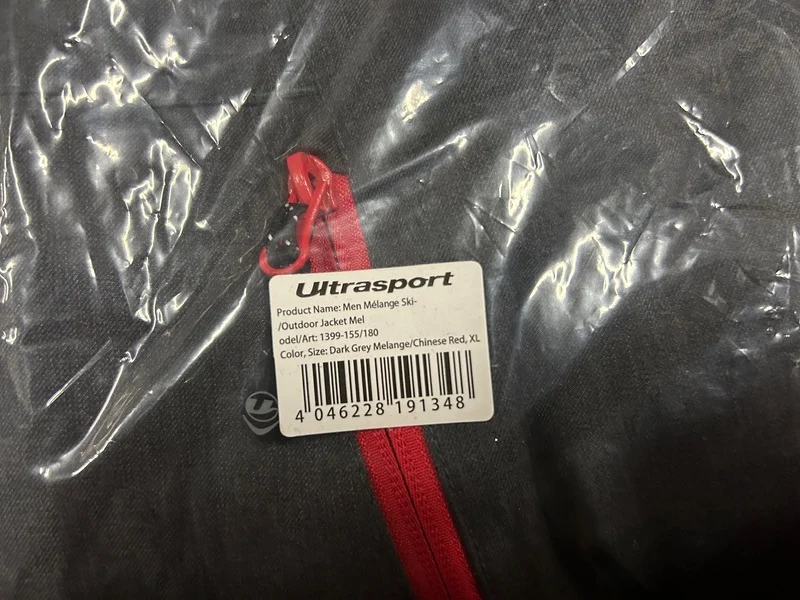 Ultrasport
Product Name: Men Mélange Ski-
/Outdoor Jacket Mel
odel/Art: 1399-155/180
Color, Size: Dark Grey Melange/Chinese Red, XL
4 046228 191348